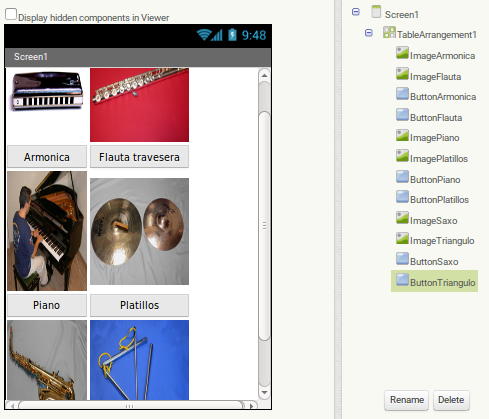 Display hidden components in Viewer
9:48
Screen1
Armonica
Flauta travesera
Piano
Platillos
Screen1
TableArrangement1
ImageArmonica
ImageFlauta
ButtonArmonica
ButtonFlauta
ImagePiano
ImagePlatillos
ButtonPiano
ButtonPlatillos
ImageSaxo
ImageTriangulo
ButtonSaxo
ButtonTriangulo
Rename
Delete